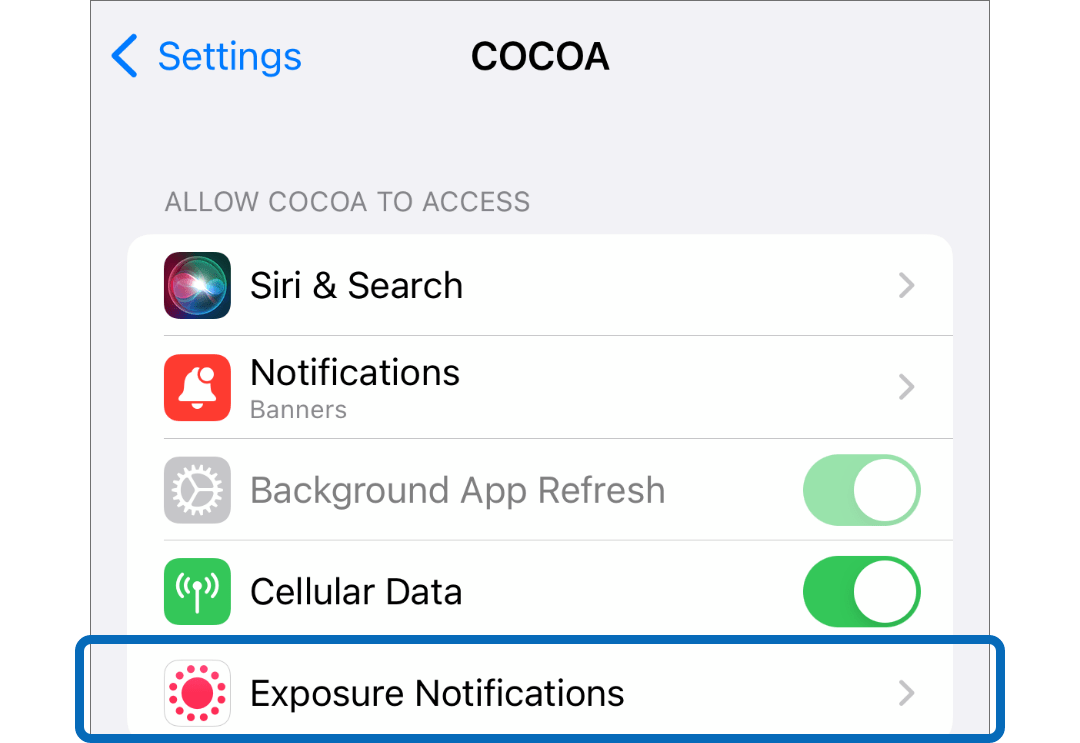 Settings
COCOA
ALLOW COCOA TO ACCESS
Siri & Search
Notifications
Banners
Background App Refresh
Cellular Data
Exposure Notifications